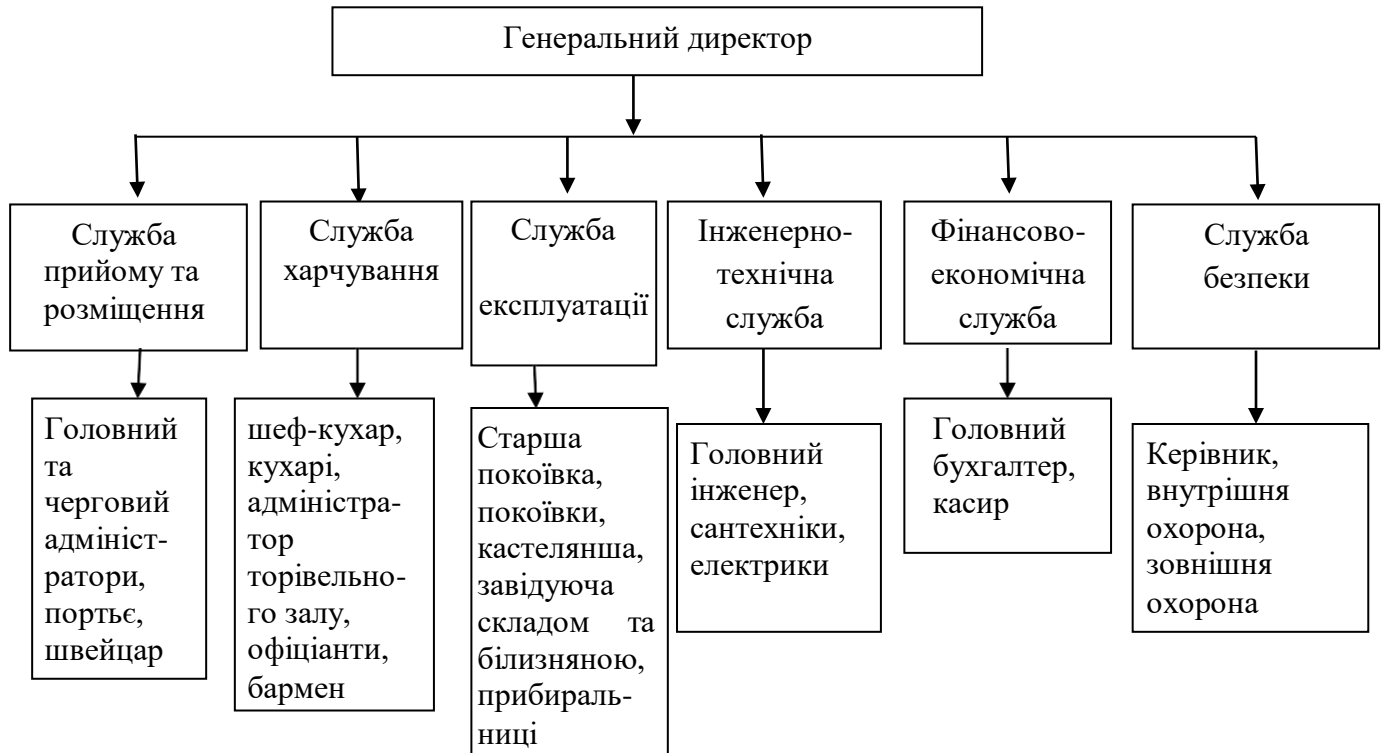 Генеральний директор
Служба
прийому та
розміщення
Служба
харчування
Служба
експлуатації
Інженерно-
технічна
служба
Фінансово-
економічна
служба
Служба
безпеки
Головний
та
черговий
адмініст-
ратори,
портьє,
швейцар
шеф-кухар,
кухарі,
адміністра-
тор
торівельно-
го залу,
офіціанти,
бармен
Старша
покоївка,
покоївки,
кастелянша,
завідуюча
складом та
білизняною,
прибираль-
ниці
Головний
інженер,
сантехніки,
електрики
Головний
бухгалтер,
касир
Керівник,
внутрішня
охорона,
зовнішня
охорона